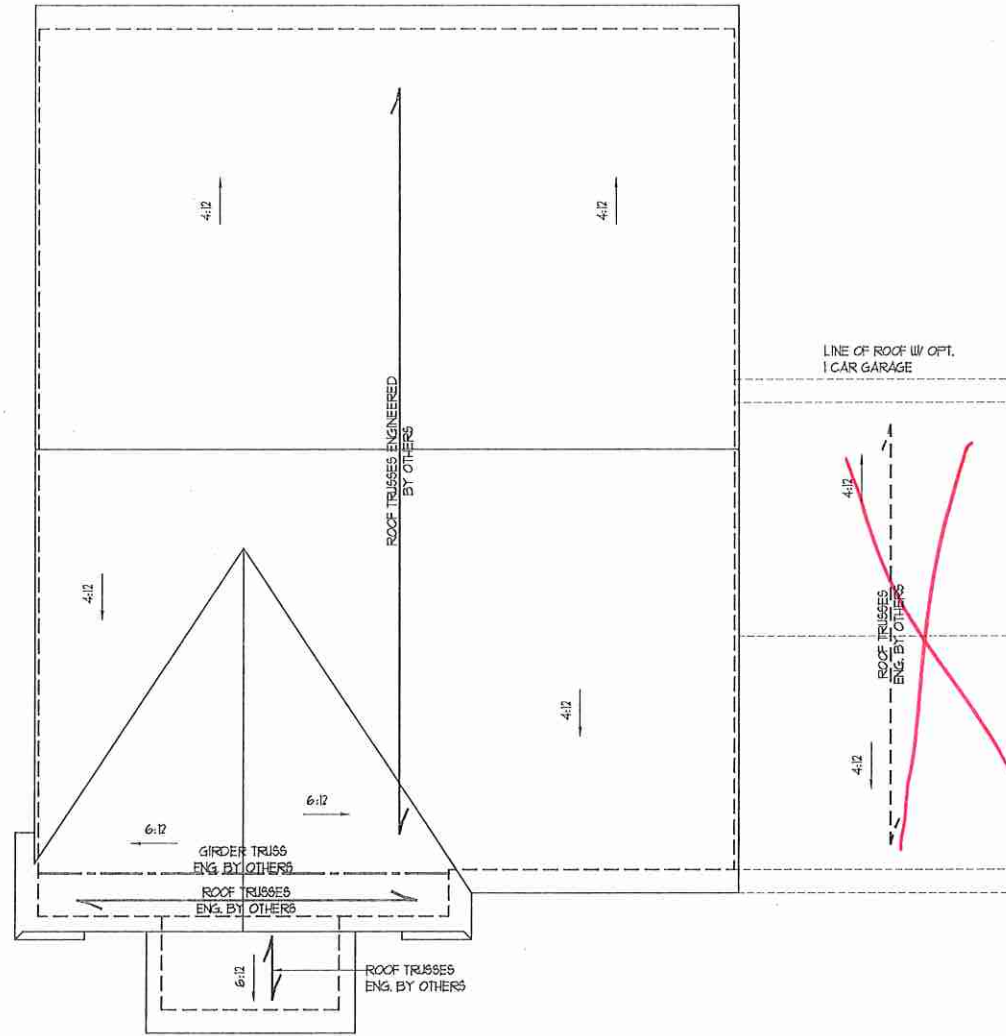 4:12
4:12
LINE OF ROOF W/ OPT.
1 CAR GARAGE
ROOF TRUSSES ENGINEERED
BY OTHERS
4:12
4:12
ROOF TRUSSES
ENG. BY OTHERS
4:12
4:12
6:12
6:12
GIRDER TRUSS
ENG. BY OTHERS
ROOF TRUSSES
ENG. BY OTHERS
6:12
ROOF TRUSSES
ENG. BY OTHERS